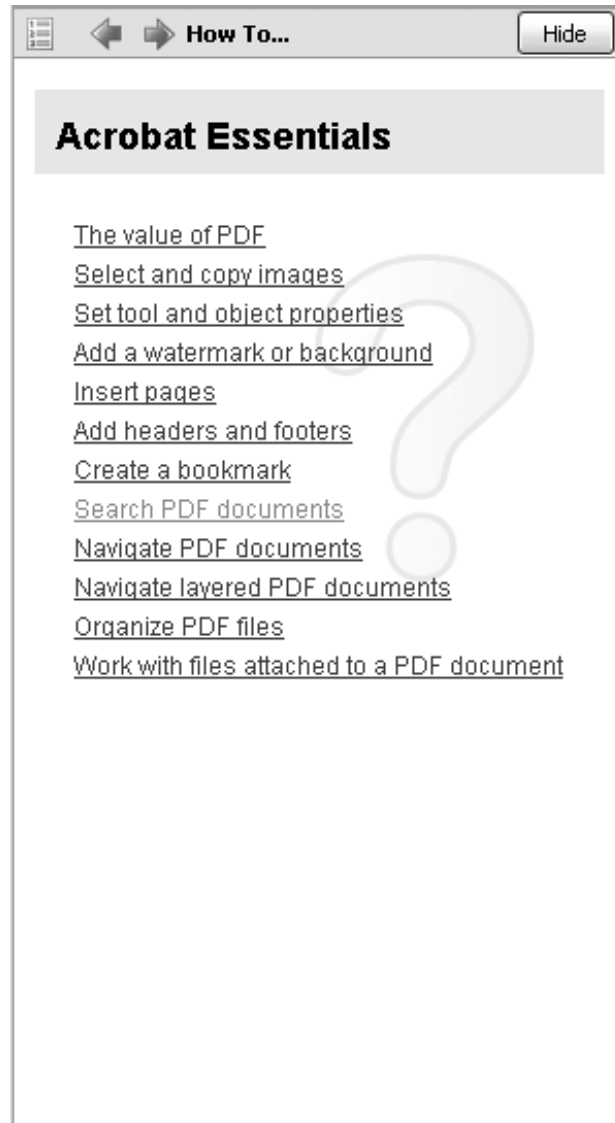 How To...
Hide
Acrobat Essentials
The value of PDF
Select and copy images
Set tool and object properties
Add a watermark or background
Insert pages
Add headers and footers
Create a bookmark
Search PDF documents
Navigate PDF documents
Navigate layered PDF documents
Organize PDF files
Work with files attached to a PDF document